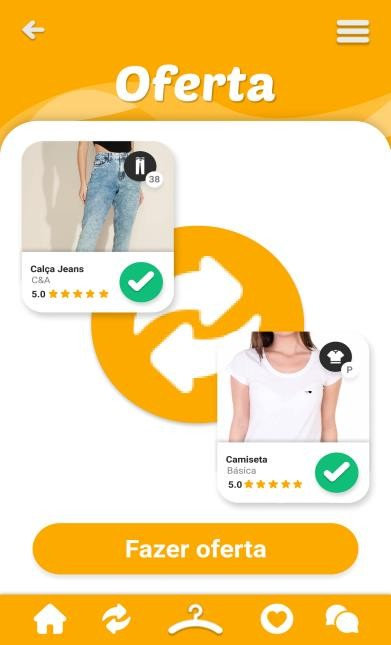 Oferta
38
Calça Jeans
C&A
5.0
P
Camiseta
Básica
5.0
Fazer oferta